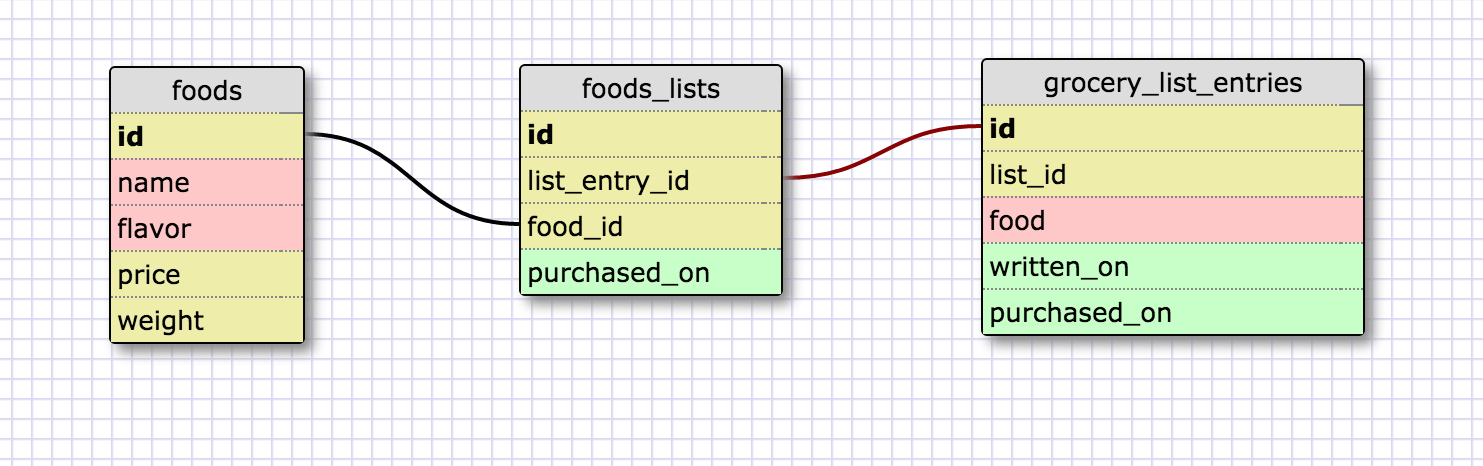 foods
id
name
flavor
price
weight
foods_lists
id
list_entry_id
food_id
purchased_on
grocery_list_entries
id
list_id
food
written_on
purchased_on